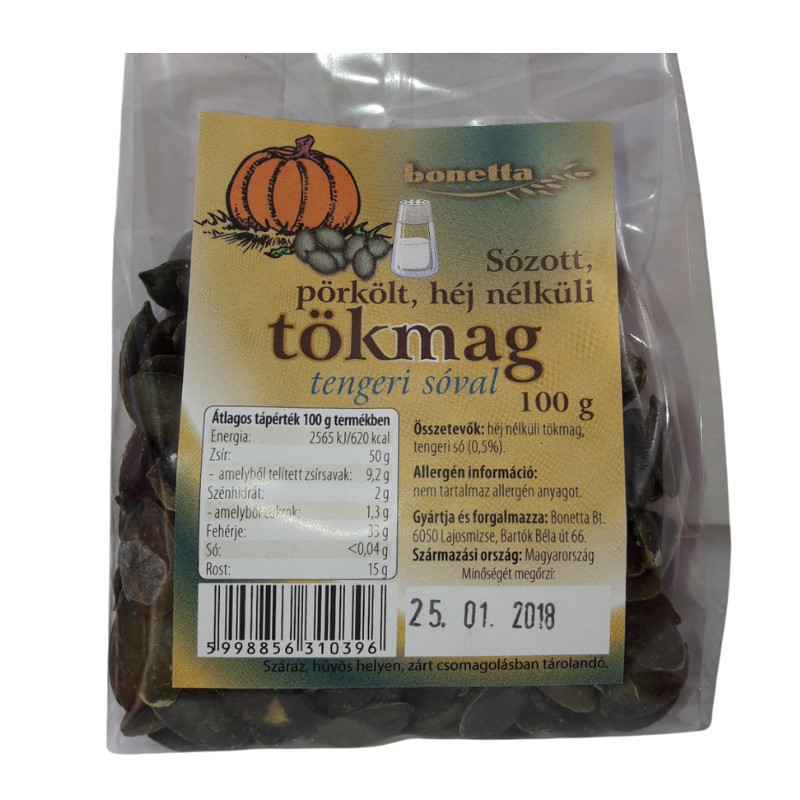 bonetta
Sózott,
pörkölt, héj nélküli
tökmag
tengeri sóval
100 g
Átlagos tápérték 100 g termékben
Energia: 2565 kJ/620 kcal
Zsír: 50 g
- amelyből telített zsírsavak: 9,2 g
Szénhidrát: 2 g
- amelyből cukrok: 1,3 g
Fehérje: 33 g
Só: <0,04 g
Rost: 15 g
Összetevők: héj nélküli tökmag,
tengeri só (0,5%).
Allergén információ:
nem tartalmaz allergén anyagot.
Gyártja és forgalmazza: Bonetta Bt.
6050 Lajosmizse, Bartók Béla út 66.
Származási ország: Magyarország
Minőségét megőrzi:
25. 01. 2018
5 998856 310396
Száraz, hűvös helyen, zárt csomagolásban tárolandó.